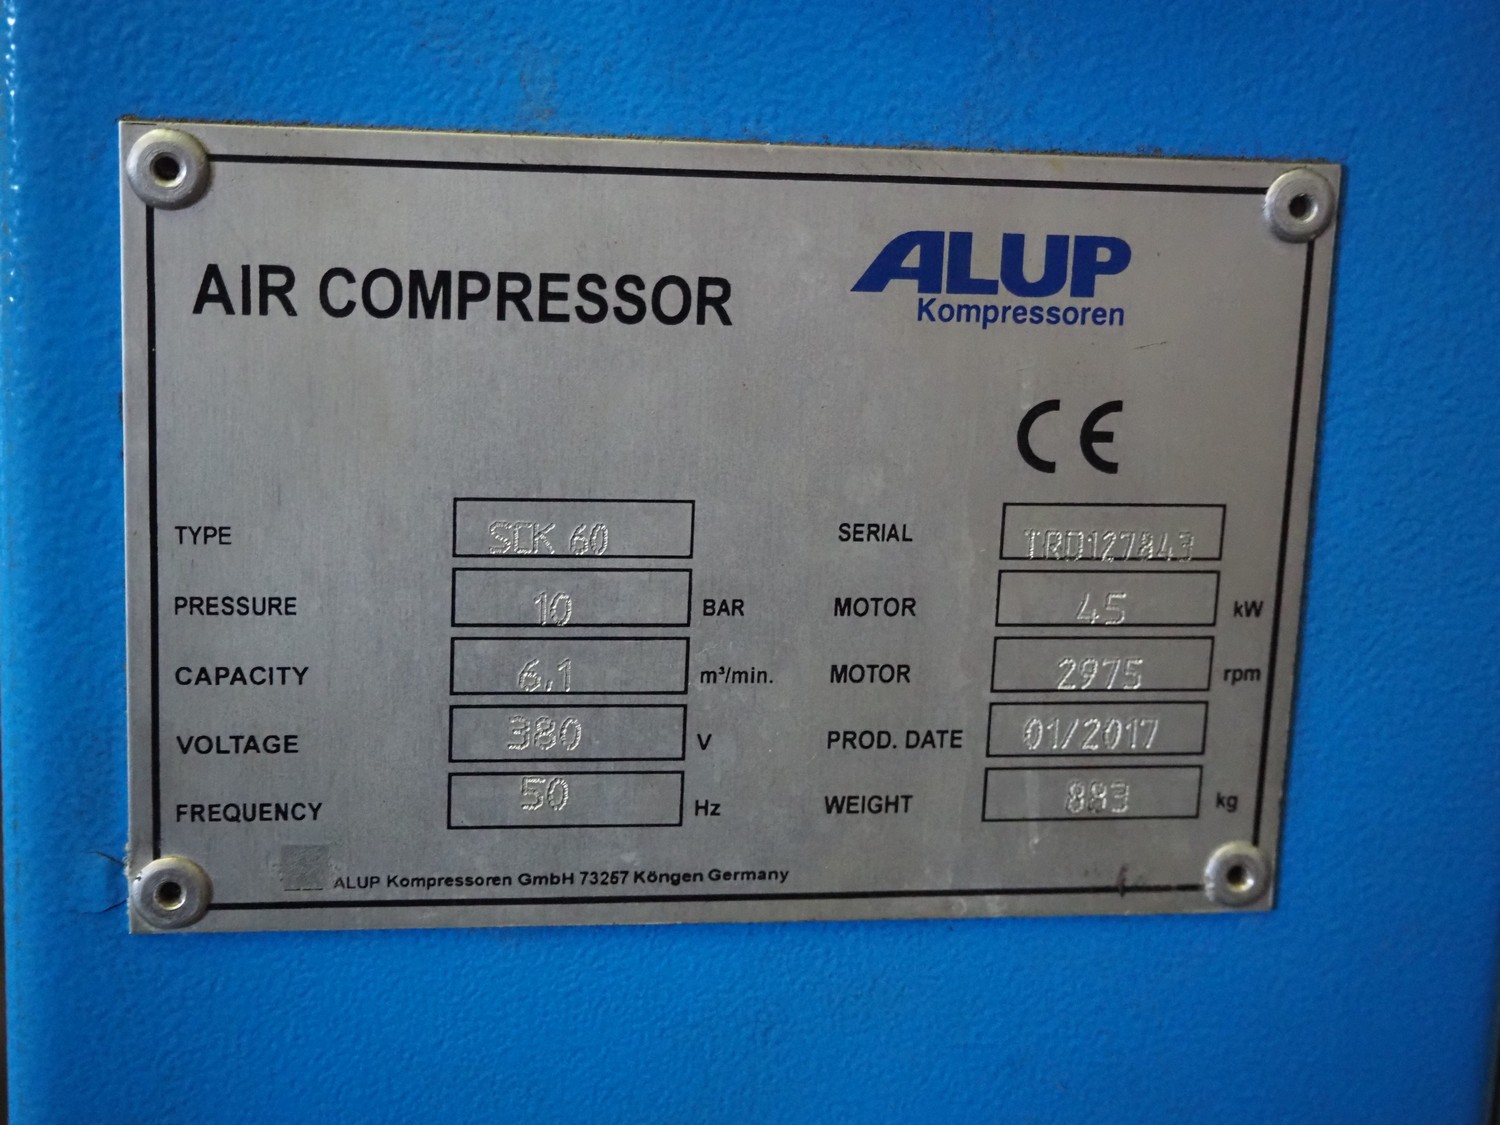 AIR COMPRESSOR
ALUP
Kompressoren
CE
TYPE SCK 60
SERIAL TRD127843
PRESSURE 10 BAR
MOTOR 45 kW
CAPACITY 6,1 m³/min.
MOTOR 2975 rpm
VOLTAGE 380 V
PROD. DATE 01/2017
FREQUENCY 50 Hz
WEIGHT 883 kg
ALUP Kompressoren GmbH 73257 Köngen Germany